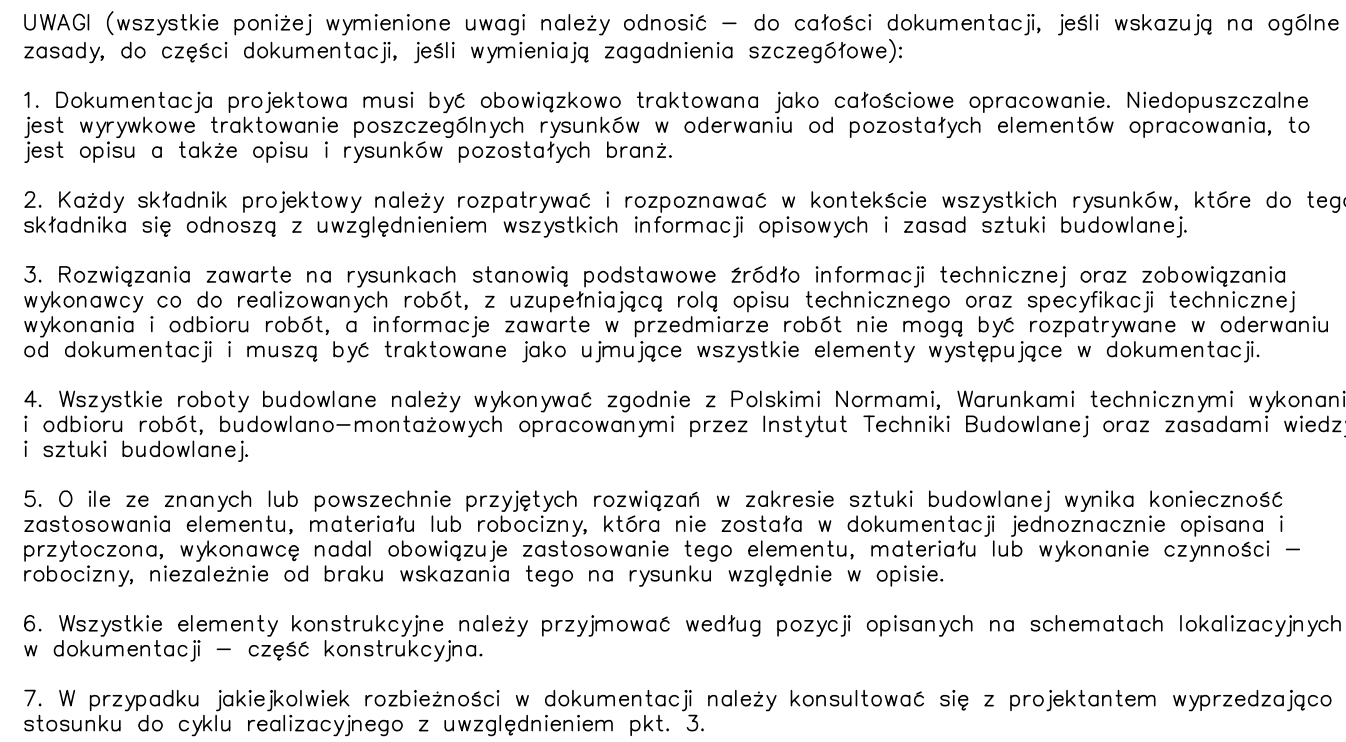 UWAGI (wszystkie poniżej wymienione uwagi należy odnosić – do całości dokumentacji, jeśli wskazują na ogólne
zasady, do części dokumentacji, jeśli wymieniają zagadnienia szczegółowe):
1. Dokumentacja projektowa musi być obowiązkowo traktowana jako całościowe opracowanie. Niedopuszczalne
jest wyrywkowe traktowanie poszczególnych rysunków w oderwaniu od pozostałych elementów opracowania, to
jest opisu a także opisu i rysunków pozostałych branż.
2. Każdy składnik projektowy należy rozpatrywać i rozpoznawać w kontekście wszystkich rysunków, które do tego
składnika się odnoszą z uwzględnieniem wszystkich informacji opisowych i zasad sztuki budowlanej.
3. Rozwiązania zawarte na rysunkach stanowią podstawowe źródło informacji technicznej oraz zobowiązania
wykonawcy co do realizowanych robót, z uzupełniającą rolą opisu technicznego oraz specyfikacji technicznej
wykonania i odbioru robót, a informacje zawarte w przedmiarze robót nie mogą być rozpatrywane w oderwaniu
od dokumentacji i muszą być traktowane jako ujmujące wszystkie elementy występujące w dokumentacji.
4. Wszystkie roboty budowlane należy wykonywać zgodnie z Polskimi Normami, Warunkami technicznymi wykonani
i odbioru robót, budowlano–montażowych opracowanymi przez Instytut Techniki Budowlanej oraz zasadami wiedzy
i sztuki budowlanej.
5. O ile ze znanych lub powszechnie przyjętych rozwiązań w zakresie sztuki budowlanej wynika konieczność
zastosowania elementu, materiału lub robocizny, która nie została w dokumentacji jednoznacznie opisana i
przytoczona, wykonawcę nadal obowiązuje zastosowanie tego elementu, materiału lub wykonanie czynności –
robocizny, niezależnie od braku wskazania tego na rysunku względnie w opisie.
6. Wszystkie elementy konstrukcyjne należy przyjmować według pozycji opisanych na schematach lokalizacyjnych
w dokumentacji – część konstrukcyjna.
7. W przypadku jakiejkolwiek rozbieżności w dokumentacji należy konsultować się z projektantem wyprzedzająco
stosunku do cyklu realizacyjnego z uwzględnieniem pkt. 3.